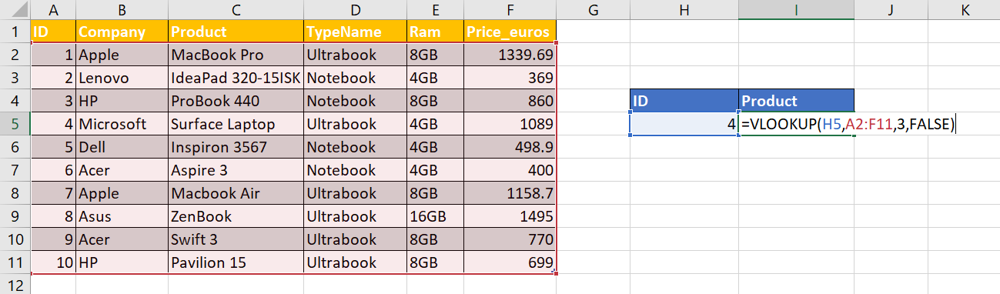 A B C D E F G H I J K
1 ID Company Product TypeName Ram Price_euros
2 1 Apple MacBook Pro Ultrabook 8GB 1339.69
3 2 Lenovo IdeaPad 320-15ISK Notebook 4GB 369
4 3 HP ProBook 440 Notebook 8GB 860 ID Product
5 4 Microsoft Surface Laptop Ultrabook 4GB 1089 4 =VLOOKUP(H5,A2:F11,3,FALSE)
6 5 Dell Inspiron 3567 Notebook 4GB 498.9
7 6 Acer Aspire 3 Notebook 4GB 400
8 7 Apple Macbook Air Ultrabook 8GB 1158.7
9 8 Asus ZenBook Ultrabook 16GB 1495
10 9 Acer Swift 3 Ultrabook 8GB 770
11 10 HP Pavilion 15 Ultrabook 8GB 699
12